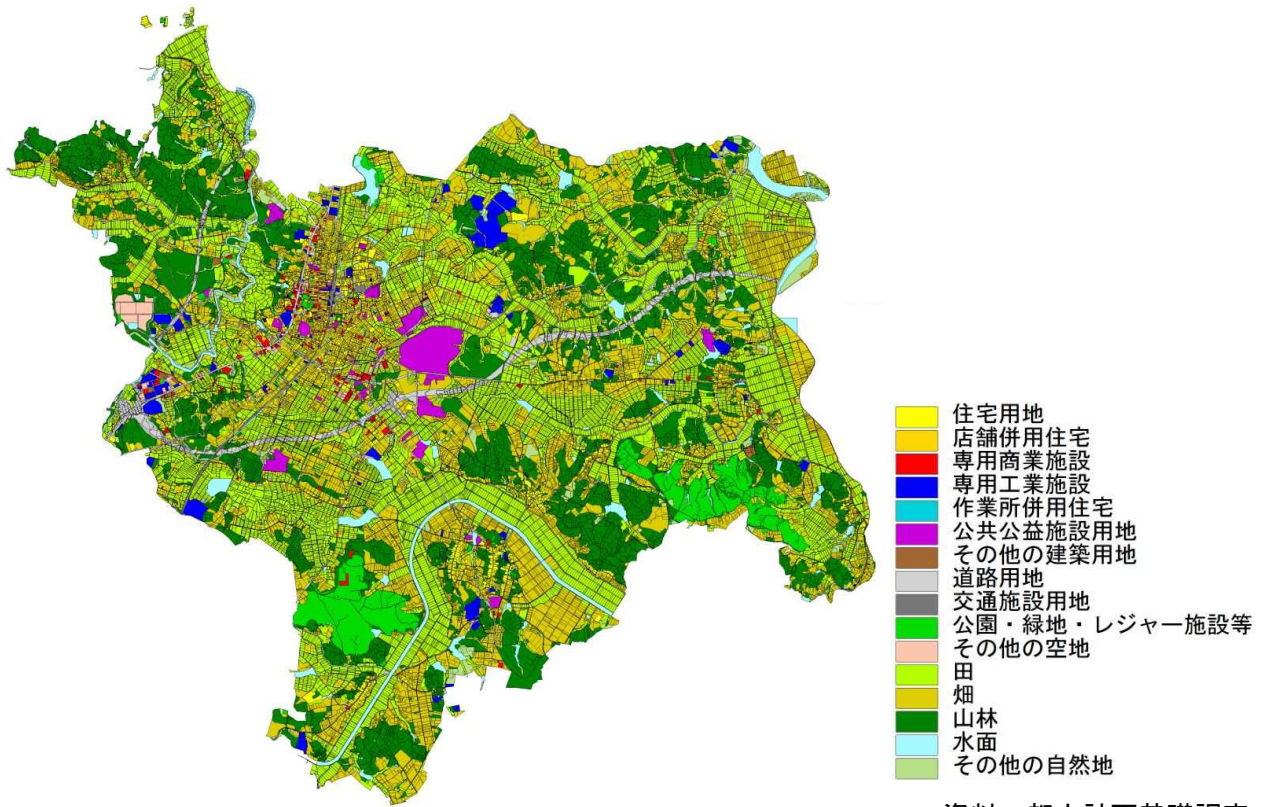 住宅用地
店舗併用住宅
専用商業施設
専用工業施設
作業所併用住宅
公共公益施設用地
その他の建築用地
道路用地
交通施設用地
公園・緑地・レジャー施設等
その他の空地
田
畑
山林
水面
その他の自然地